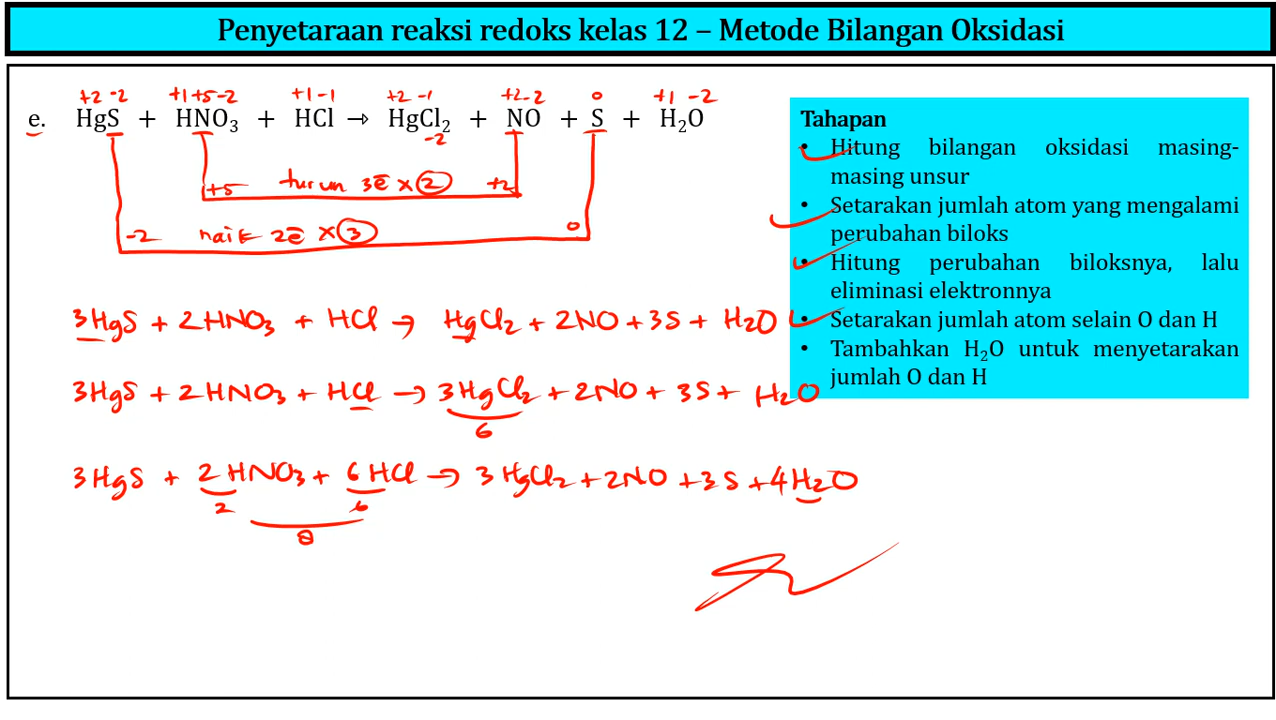 Penyetaraan reaksi redoks kelas 12 – Metode Bilangan Oksidasi
+2 -2 +1 +5 -2 +1 -1 +2 -1 +2 -2 0 +1 -2
e. HgS + HNO₃ + HCl → HgCl₂ + NO + S + H₂O
-2
+5 turun 3ē × 2 +2
-2 naik 2ē × 3 0
3HgS + 2HNO₃ + HCl → HgCl₂ + 2NO + 3S + H₂O
3HgS + 2HNO₃ + HCl → 3HgCl₂ + 2NO + 3S + H₂O
6
3HgS + 2HNO₃ + 6HCl → 3HgCl₂ + 2NO + 3S + 4H₂O
2 6
8
Tahapan
• Hitung bilangan oksidasi masing-
masing unsur
• Setarakan jumlah atom yang mengalami
perubahan biloks
• Hitung perubahan biloksnya, lalu
eliminasi elektronnya
• Setarakan jumlah atom selain O dan H
• Tambahkan H₂O untuk menyetarakan
jumlah O dan H